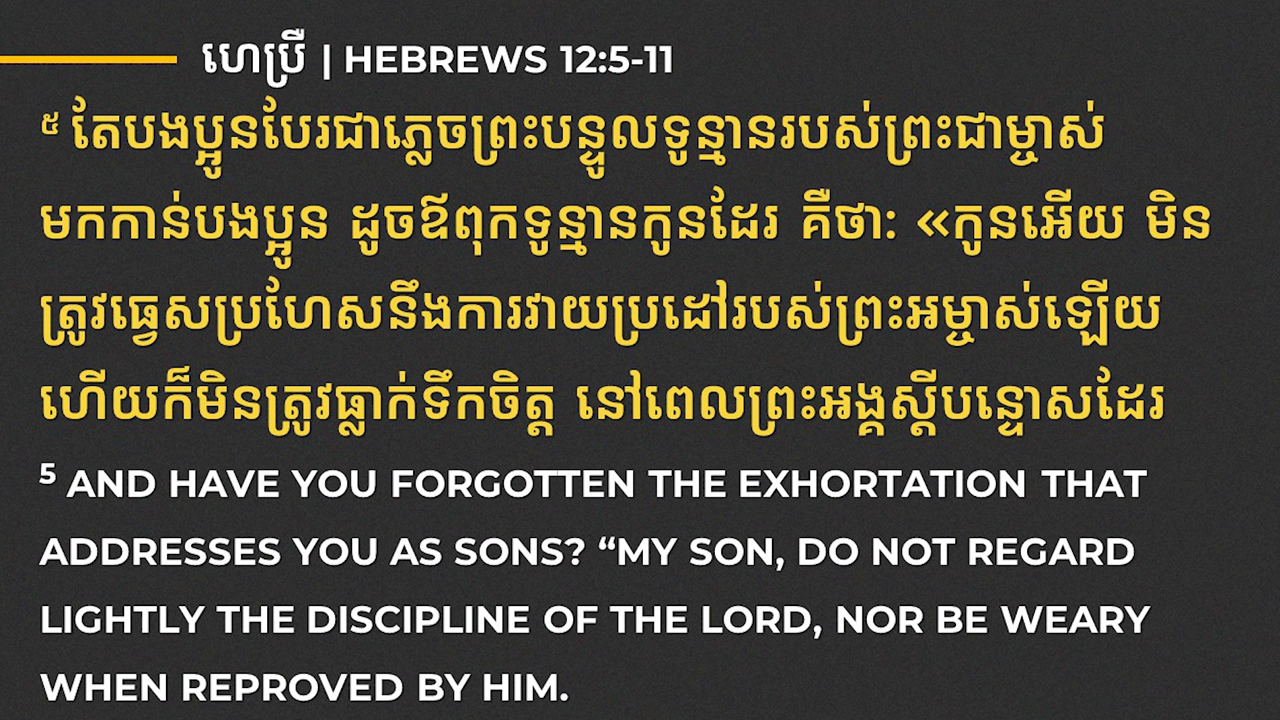 ហេប្រឺ | HEBREWS 12:5-11
៥ តែបងប្អូនបែរជាភ្លេចព្រះបន្ទូលទូន្មានរបស់ព្រះជាម្ចាស់
មកកាន់បងប្អូន ដូចឪពុកទូន្មានកូនដែរ គឺថា: «កូនអើយ មិន
ត្រូវធ្វេសប្រហែសនឹងការវាយប្រដៅរបស់ព្រះអម្ចាស់ឡើយ
ហើយក៏មិនត្រូវធ្លាក់ទឹកចិត្ត នៅពេលព្រះអង្គស្ដីបន្ទោសដែរ
5 AND HAVE YOU FORGOTTEN THE EXHORTATION THAT
ADDRESSES YOU AS SONS? “MY SON, DO NOT REGARD
LIGHTLY THE DISCIPLINE OF THE LORD, NOR BE WEARY
WHEN REPROVED BY HIM.